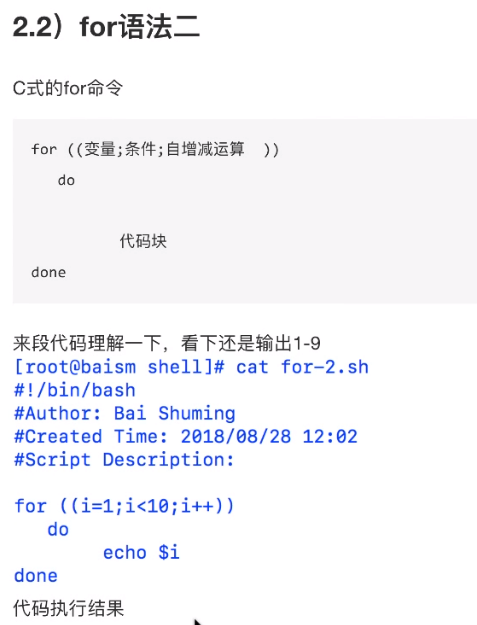 2.2）for语法二
C式的for命令
for ((变量;条件;自增减运算  ))
do
代码块
done
来段代码理解一下，看下还是输出1-9
[root@baism shell]# cat for-2.sh
#!/bin/bash
#Author: Bai Shuming
#Created Time: 2018/08/28 12:02
#Script Description:
for ((i=1;i<10;i++))
do
echo $i
done
代码执行结果